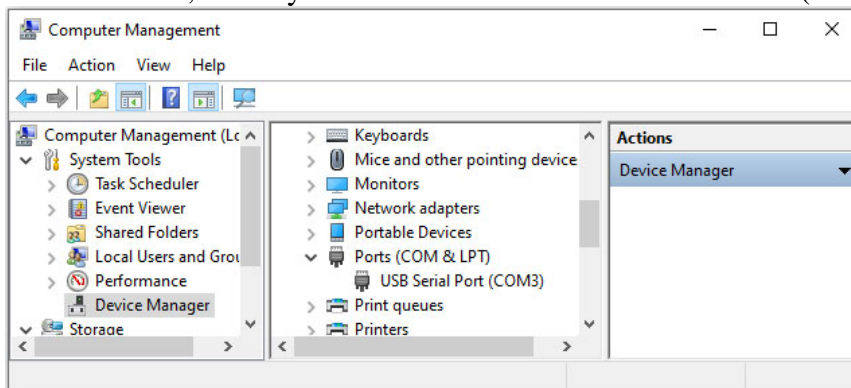 Computer Management
File Action View Help
Computer Management (Lo
System Tools
Task Scheduler
Event Viewer
Shared Folders
Local Users and Grou
Performance
Device Manager
Storage
Keyboards
Mice and other pointing device
Monitors
Network adapters
Portable Devices
Ports (COM & LPT)
USB Serial Port (COM3)
Print queues
Printers
Actions
Device Manager